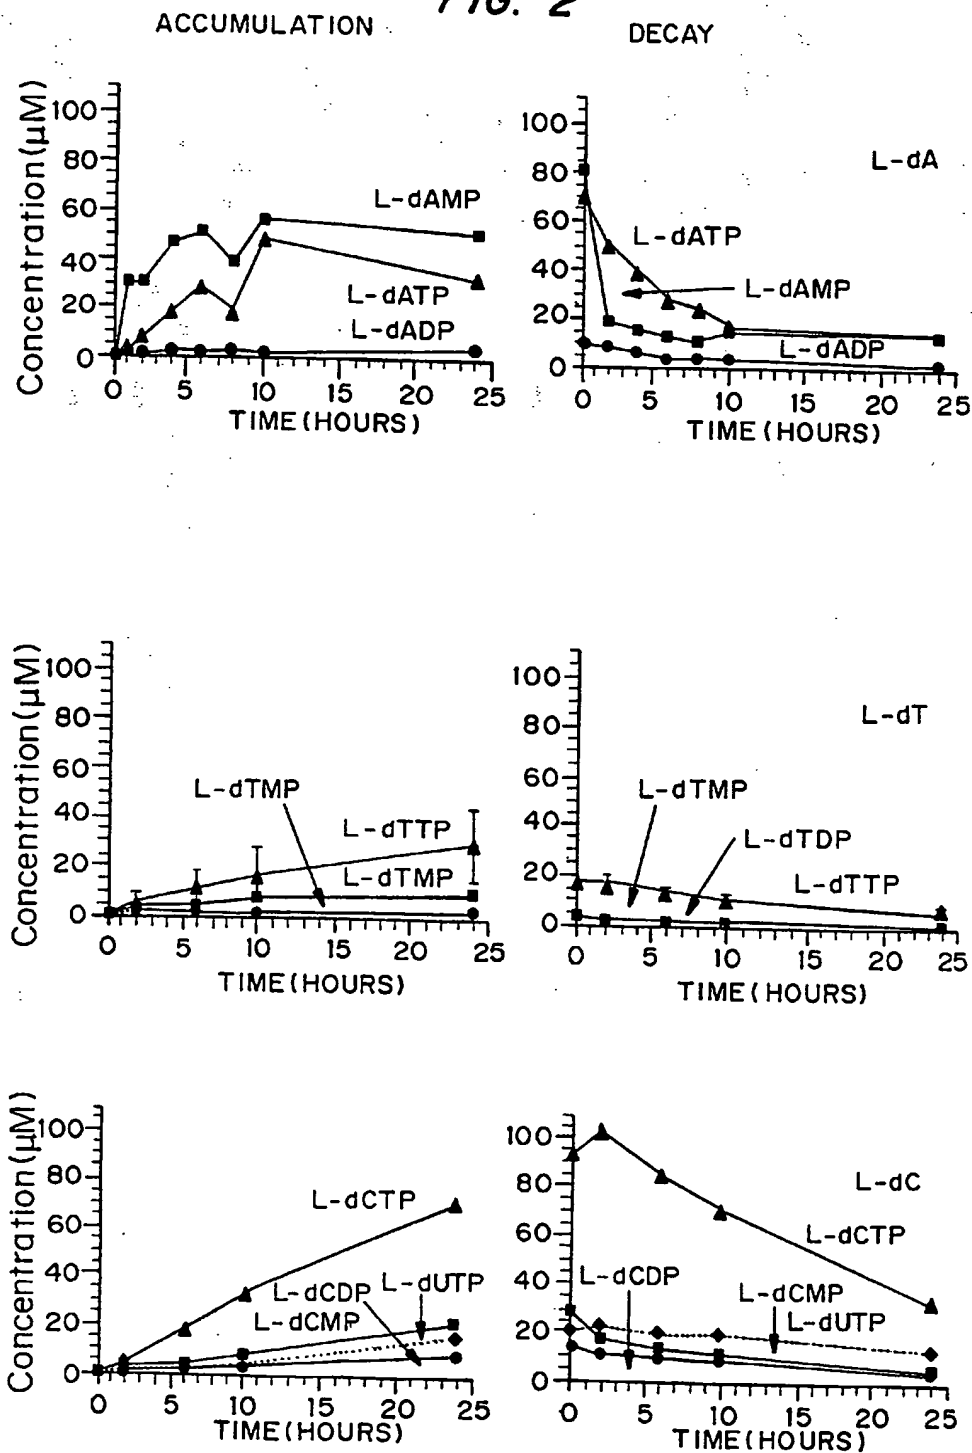 FIG. 2
ACCUMULATION
DECAY
Concentration (μM)
100
80
60
40
20
0
L-dAMP
L-dATP
L-dADP
0 5 10 15 20 25
TIME (HOURS)
100
80
60
40
20
0
L-dA
L-dATP
L-dAMP
L-dADP
0 5 10 15 20 25
TIME (HOURS)
Concentration (μM)
100
80
60
40
20
0
L-dTMP
L-dTTP
L-dTMP
0 5 10 15 20 25
TIME (HOURS)
100
80
60
40
20
0
L-dT
L-dTMP
L-dTDP
L-dTTP
0 5 10 15 20 25
TIME (HOURS)
Concentration (μM)
100
80
60
40
20
0
L-dCTP
L-dUTP
L-dCDP
L-dCMP
0 5 10 15 20 25
TIME (HOURS)
100
80
60
40
20
0
L-dC
L-dCTP
L-dCDP
L-dCMP
L-dUTP
0 5 10 15 20 25
TIME (HOURS)